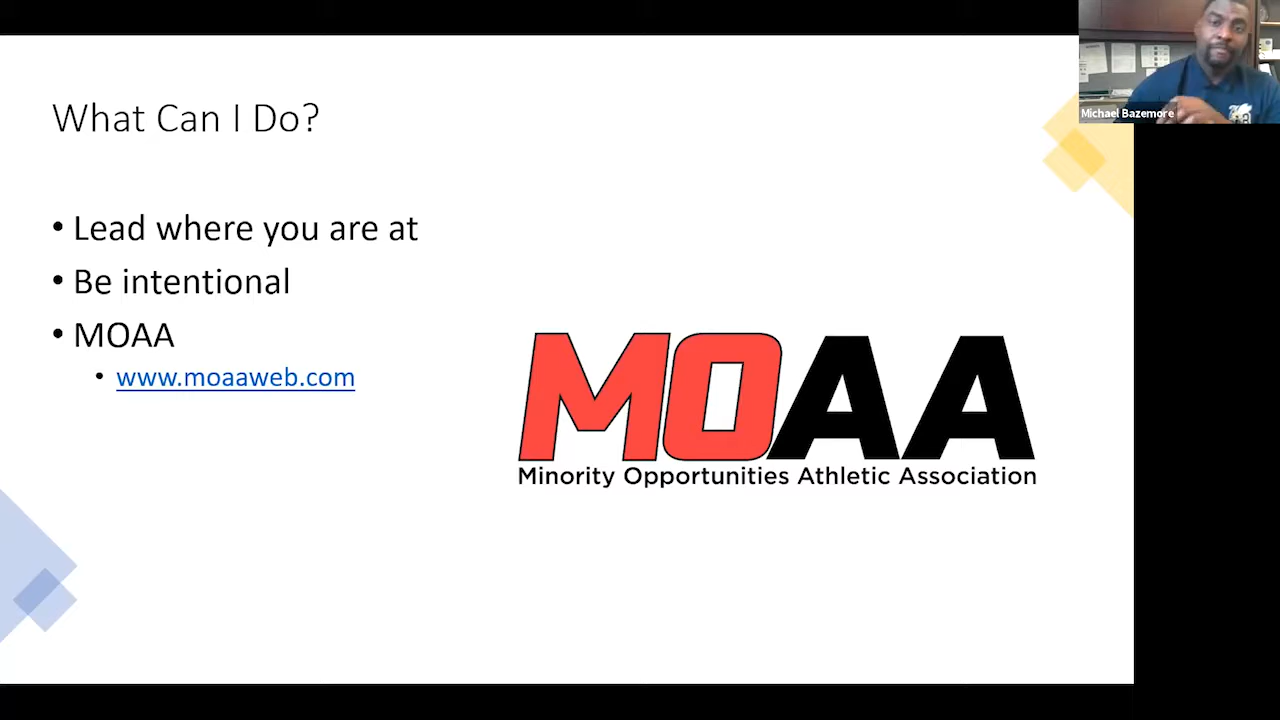 What Can I Do?
• Lead where you are at
• Be intentional
• MOAA
• www.moaaweb.com
MOAA
Minority Opportunities Athletic Association
Michael Bazemore